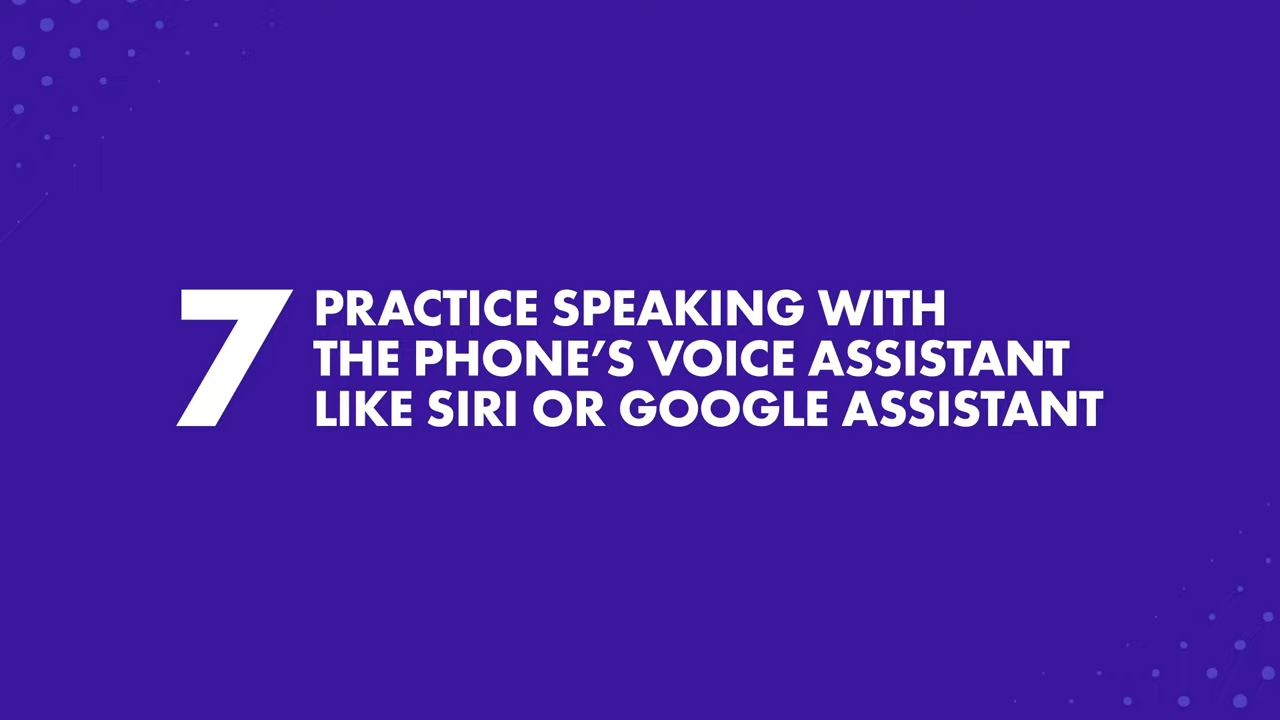 7 PRACTICE SPEAKING WITH
THE PHONE’S VOICE ASSISTANT
LIKE SIRI OR GOOGLE ASSISTANT